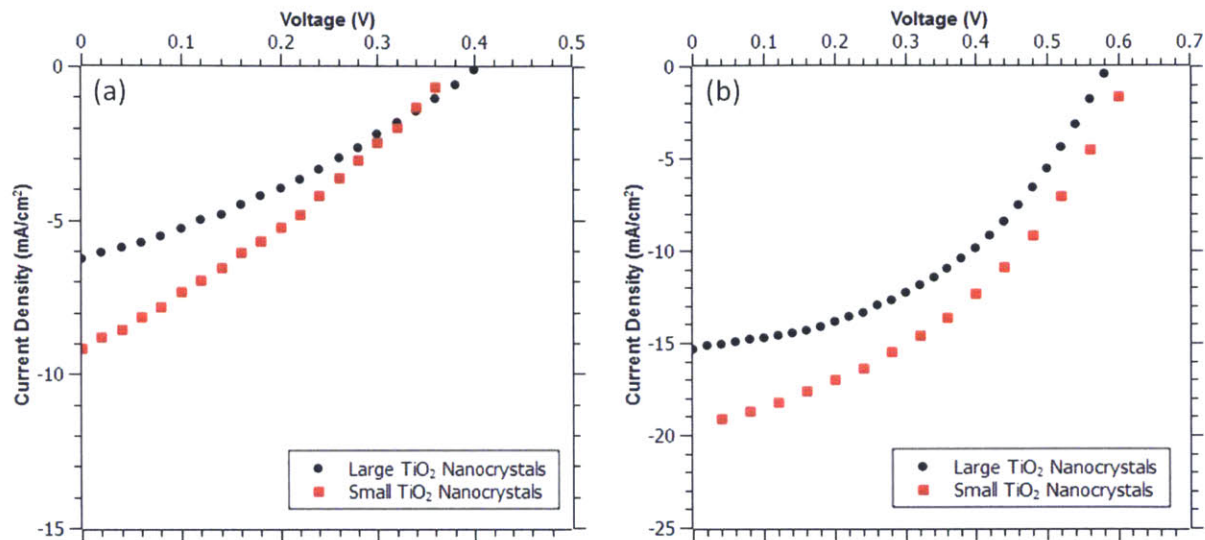 Voltage (V)
0 0.1 0.2 0.3 0.4 0.5
0
-5
-10
-15
Current Density (mA/cm²)
(a)
Large TiO₂ Nanocrystals
Small TiO₂ Nanocrystals
Voltage (V)
0 0.1 0.2 0.3 0.4 0.5 0.6 0.7
0
-5
-10
-15
-20
-25
Current Density (mA/cm²)
(b)
Large TiO₂ Nanocrystals
Small TiO₂ Nanocrystals